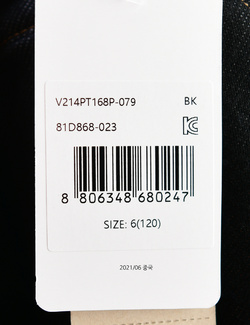 V214PT168P-079 BK
81D868-023
8 806348 680247
SIZE: 6(120)
2021/06 중국